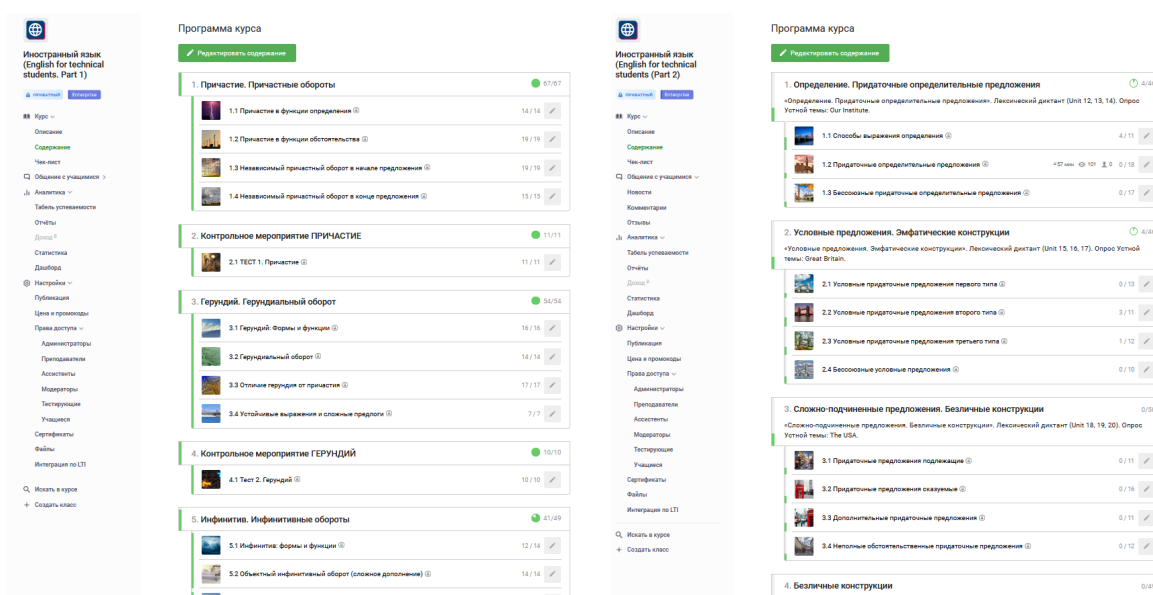 Иностранный язык
(English for technical
students. Part 1)
приватный Enterprise
Курс
Описание
Содержание
Чек-лист
Общение с учащимися
Аналитика
Табель успеваемости
Отчёты
Доход
Статистика
Дашборд
Настройки
Публикация
Цена и промокоды
Права доступа
Администраторы
Преподаватели
Ассистенты
Модераторы
Тестирующие
Учащиеся
Сертификаты
Файлы
Интеграция по LTI
Искать в курсе
+ Создать класс
Программа курса
Редактировать содержание
1. Причастие. Причастные обороты 67/67
1.1 Причастие в функции определения 14 / 14
1.2 Причастие в функции обстоятельства 19 / 19
1.3 Независимый причастный оборот в начале предложения 19 / 19
1.4 Независимый причастный оборот в конце предложения 15 / 15
2. Контрольное мероприятие ПРИЧАСТИЕ 11/11
2.1 ТЕСТ 1. Причастие 11 / 11
3. Герундий. Герундиальный оборот 54/54
3.1 Герундий: Формы и функции 16 / 16
3.2 Герундиальный оборот 14 / 14
3.3 Отличие герундия от причастия 17 / 17
3.4 Устойчивые выражения и сложные предлоги 7 / 7
4. Контрольное мероприятие ГЕРУНДИЙ 10/10
4.1 Тест 2. Герундий 10 / 10
5. Инфинитив. Инфинитивные обороты 41/49
5.1 Инфинитив: формы и функции 12 / 14
5.2 Объектный инфинитивный оборот (сложное дополнение) 14 / 14
Иностранный язык
(English for technical
students (Part 2)
приватный Enterprise
Курс
Описание
Содержание
Чек-лист
Общение с учащимися
Новости
Комментарии
Отзывы
Аналитика
Табель успеваемости
Отчёты
Доход
Статистика
Дашборд
Настройки
Публикация
Цена и промокоды
Права доступа
Администраторы
Преподаватели
Ассистенты
Модераторы
Тестирующие
Учащиеся
Сертификаты
Файлы
Интеграция по LTI
Искать в курсе
+ Создать класс
Программа курса
Редактировать содержание
1. Определение. Придаточные определительные предложения
«Определение. Придаточные определительные предложения». Лексический диктант (Unit 12, 13, 14). Опрос
Устной темы: Our Institute.
1.1 Способы выражения определения 4 / 11
1.2 Придаточные определительные предложения ≈57 мин 101 0 0 / 18
1.3 Бессоюзные придаточные определительные предложения 0 / 17
2. Условные предложения. Эмфатические конструкции
«Условные предложения. Эмфатические конструкции». Лексический диктант (Unit 15, 16, 17). Опрос Устной
темы: Great Britain.
2.1 Условные придаточные предложения первого типа 0 / 13
2.2 Условные придаточные предложения второго типа 3 / 11
2.3 Условные придаточные предложения третьего типа 1 / 12
2.4 Бессоюзные условные предложения 0 / 10
3. Сложно-подчиненные предложения. Безличные конструкции
«Сложно-подчиненные предложения. Безличные конструкции». Лексический диктант (Unit 18, 19, 20). Опрос
Устной темы: The USA.
3.1 Придаточные предложения подлежащие 0 / 11
3.2 Придаточные предложения сказуемые 0 / 16
3.3 Дополнительные придаточные предложения 0 / 11
3.4 Неполные обстоятельственные придаточные предложения 0 / 12
4. Безличные конструкции